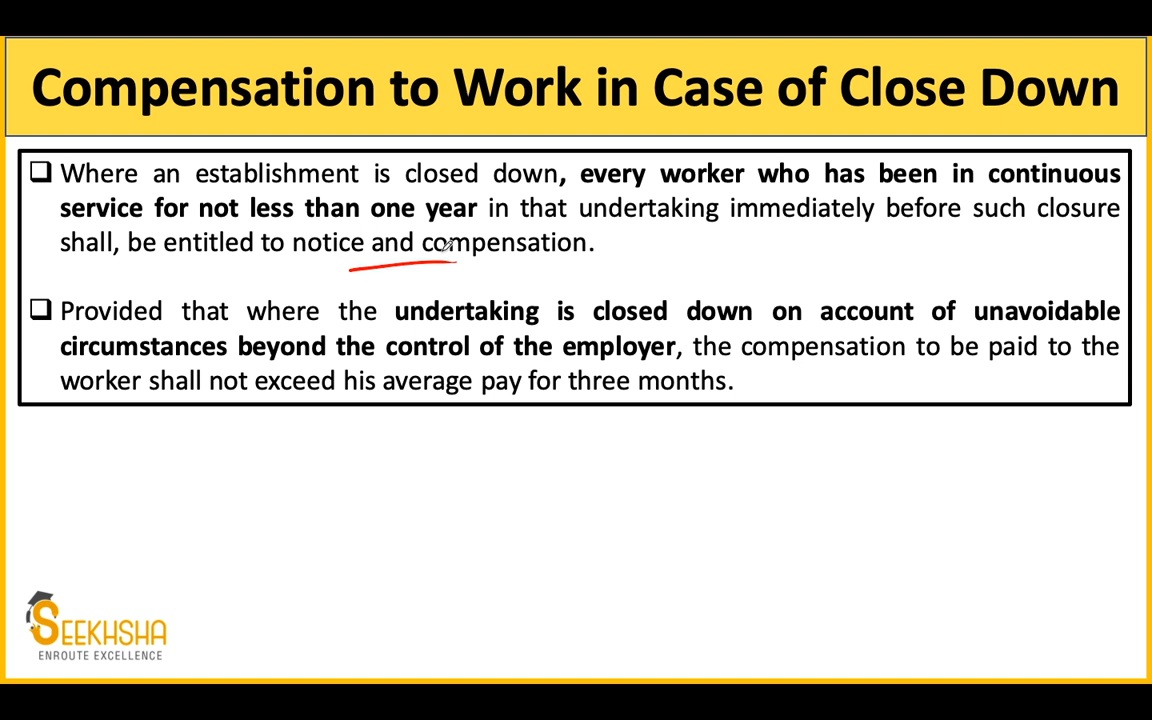 Compensation to Work in Case of Close Down
❑ Where an establishment is closed down, every worker who has been in continuous
service for not less than one year in that undertaking immediately before such closure
shall, be entitled to notice and compensation.
❑ Provided that where the undertaking is closed down on account of unavoidable
circumstances beyond the control of the employer, the compensation to be paid to the
worker shall not exceed his average pay for three months.
SEEKHSHA
ENROUTE EXCELLENCE